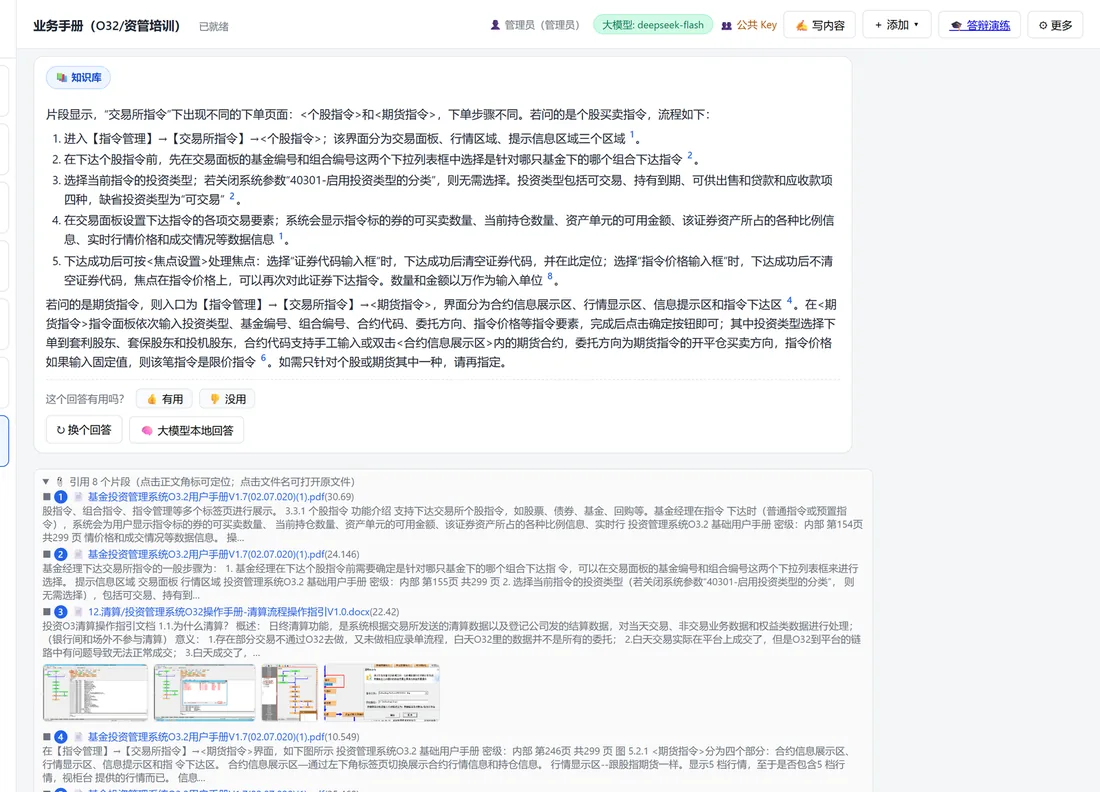 业务手册（O32/资管培训） 已就绪 管理员（管理员） 大模型: deepseek-flash 公共 Key 写内容 + 添加 ▾ 答辩演练 更多
知识库
片段显示，“交易所指令”下出现不同的下单页面：<个股指令>和<期货指令>，下单步骤不同。若问的是个股买卖指令，流程如下：
1. 进入【指令管理】→【交易所指令】→<个股指令>；该界面分为交易面板、行情区域、提示信息区域三个区域 1。
2. 在下达个股指令前，先在交易面板的基金编号和组合编号这两个下拉列表框中选择是针对哪只基金下的哪个组合下达指令 2。
3. 选择当前指令的投资类型；若关闭系统参数“40301-启用投资类型的分类”，则无需选择。投资类型包括可交易、持有到期、可供出售和贷款和应收款项
四种，缺省投资类型为“可交易” 2。
4. 在交易面板设置下达指令的各项交易要素；系统会显示指令标的券的可买卖数量、当前持仓数量、资产单元的可用金额、该证券资产所占的各种比例信
息、实时行情价格和成交情况等数据信息 1。
5. 下达成功后可按<焦点设置>处理焦点：选择“证券代码输入框”时，下达成功后清空证券代码，并在此定位；选择“指令价格输入框”时，下达成功后不清
空证券代码，焦点在指令价格上，可以再次对此证券下达指令。数量和金额以万作为输入单位 8。
若问的是期货指令，则入口为【指令管理】→【交易所指令】→<期货指令>，界面分为合约信息展示区、行情显示区、信息提示区和指令下达区 4。在<期
货指令>指令面板依次输入投资类型、基金编号、组合编号、合约代码、委托方向、指令价格等指令要素，完成后点击确定按钮即可；其中投资类型选择下
单到套利股东、套保股东和投机股东，合约代码支持手工输入或双击<合约信息展示区>内的期货合约，委托方向为期货指令的开平仓买卖方向，指令价格
如果输入固定值，则该笔指令是限价指令 6。如需只针对个股或期货其中一种，请再指定。
这个回答有用吗？ 有用 没用
↻ 换个回答 大模型本地回答
▼ 引用 8 个片段（点击正文角标可定位；点击文件名可打开原文件）
1 基金投资管理系统O3.2用户手册V1.7(02.07.020)(1).pdf(30.69)
股指令、组合指令、指令管理等多个标签页进行展示。 3.3.1 个股指令 功能介绍 支持下达交易所个股指令，如股票、债券、基金、回购等。基金经理在指令 下达时（普通指令或预置指
令），系统会为用户显示指令标的券的可买卖数量、 当前持仓数量、资产单元的可用金额、该证券资产所占的各种比例信息、实时行 投资管理系统O3.2 基础用户手册 密级：内部 第154页
共299 页 情价格和成交情况等数据信息。 操...
2 基金投资管理系统O3.2用户手册V1.7(02.07.020)(1).pdf(24.146)
基金经理下达交易所指令的一般步骤为： 1. 基金经理在下达个股指令前需要确定是针对哪只基金下的哪个组合下达指 令，可以在交易面板的基金编号和组合编号这两个下拉列表框来进行
选择。 提示信息区域 交易面板 行情区域 投资管理系统O3.2 基础用户手册 密级：内部 第155页 共299 页 2. 选择当前指令的投资类型（若关闭系统参数“40301-启用投资类型的分类”， 则
无需选择），包括可交易、持有到...
3 12.清算/投资管理系统O32操作手册-清算流程操作指引V1.0.docx(22.42)
投资O3清算操作指引文档 1.1.为什么清算？ 概述： 日终清算功能，是系统根据交易所发送的清算数据以及登记公司发的结算数据，对当天交易、非交易业务数据和权益类数据进行处理；
（银行间和场外不参与清算） 意义： 1.存在部分交易不通过O32去做，又未做相应录单流程，白天O32里的数据并不是所有的委托； 2.白天交易实际在平台上成交了，但是O32到平台的链
路中有问题导致无法正常成交； 3.白天成交了，...
4 基金投资管理系统O3.2用户手册V1.7(02.07.020)(1).pdf(10.549)
在【指令管理】→【交易所指令】→<期货指令>界面，如下图所示 投资管理系统O3.2 基础用户手册 密级：内部 第246页 共299 页 图 5.2.1 <期货指令>分为四个部分：合约信息展示区、
行情显示区、信息提示区和指 令下达区。 合约信息展示区—通过左下角标签页切换展示合约行情信息和持仓信息。 行情显示区--跟股指期货一样。显示5 档行情，至于是否包含5 档行
情，视柜台 提供的行情而已。 信息...